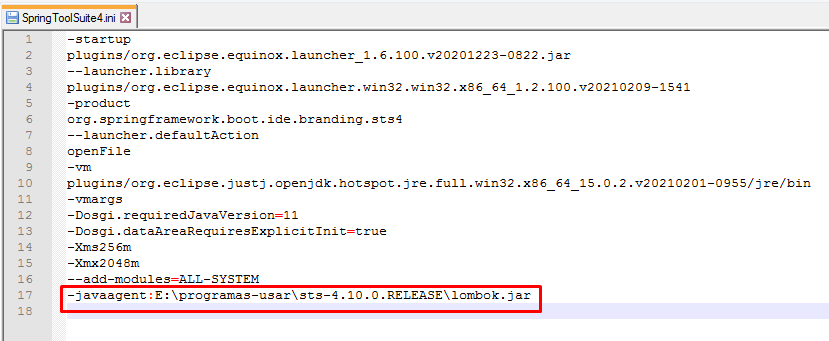 SpringToolSuite4.ini
1 -startup
2 plugins/org.eclipse.equinox.launcher_1.6.100.v20201223-0822.jar
3 --launcher.library
4 plugins/org.eclipse.equinox.launcher.win32.win32.x86_64_1.2.100.v20210209-1541
5 -product
6 org.springframework.boot.ide.branding.sts4
7 --launcher.defaultAction
8 openFile
9 -vm
10 plugins/org.eclipse.justj.openjdk.hotspot.jre.full.win32.x86_64_15.0.2.v20210201-0955/jre/bin
11 -vmargs
12 -Dosgi.requiredJavaVersion=11
13 -Dosgi.dataAreaRequiresExplicitInit=true
14 -Xms256m
15 -Xmx2048m
16 --add-modules=ALL-SYSTEM
17 -javaagent:E:\programas-usar\sts-4.10.0.RELEASE\lombok.jar
18